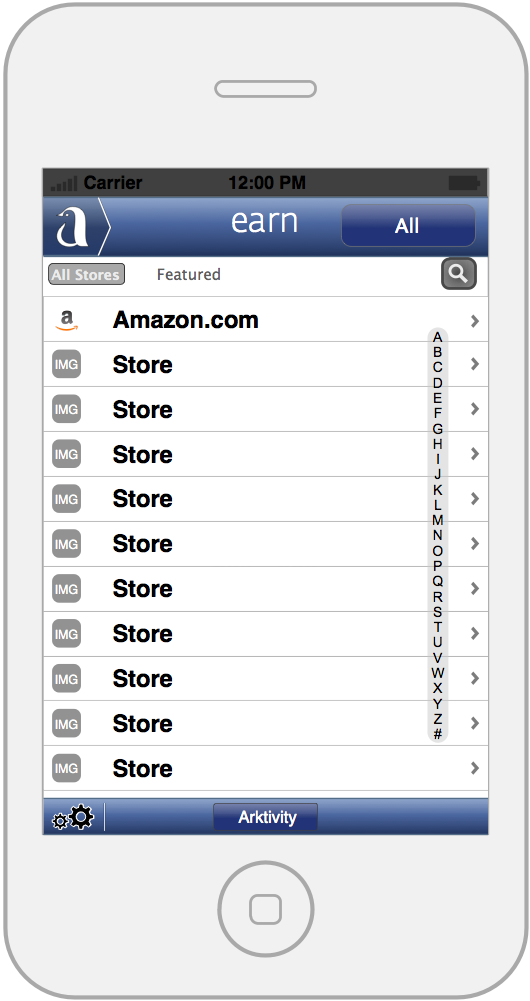 Carrier 12:00 PM
a earn All
All Stores Featured
a Amazon.com
IMG Store
IMG Store
IMG Store
IMG Store
IMG Store
IMG Store
IMG Store
IMG Store
IMG Store
IMG Store
A
B
C
D
E
F
G
H
I
J
K
L
M
N
O
P
Q
R
S
T
U
V
W
X
Y
Z
#
Arktivity